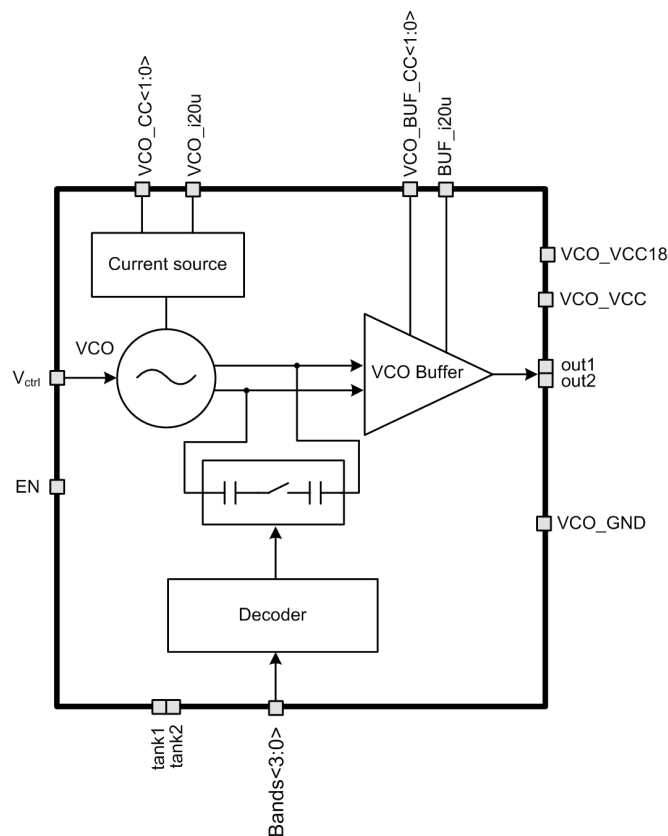 VCO_CC<1:0>
VCO_i20u
VCO_BUF_CC<1:0>
BUF_i20u
Current source
VCO_VCC18
VCO_VCC
VCO
VCO Buffer
Vctrl
out1
out2
EN
VCO_GND
Decoder
tank1
tank2
Bands<3:0>